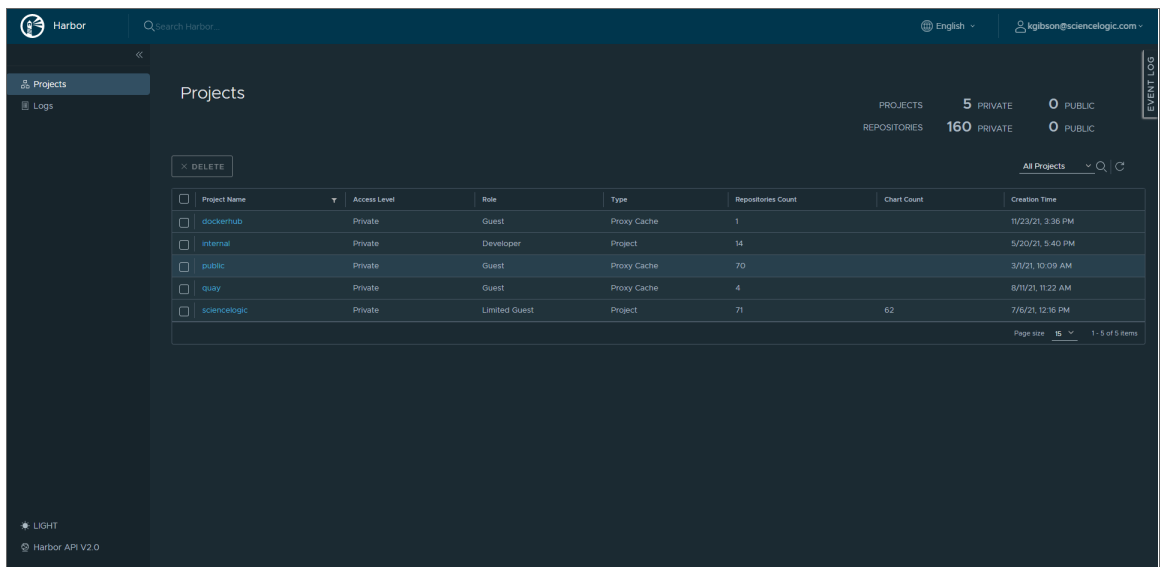 Harbor
Search Harbor...
English
kgibson@sciencelogic.com
Projects
Logs
EVENT LOG
Projects
PROJECTS 5 PRIVATE 0 PUBLIC
REPOSITORIES 160 PRIVATE 0 PUBLIC
DELETE
All Projects
Project Name Access Level Role Type Repositories Count Chart Count Creation Time
dockerhub Private Guest Proxy Cache 1 11/23/21, 3:36 PM
internal Private Developer Project 14 5/20/21, 5:40 PM
public Private Guest Proxy Cache 70 3/1/21, 10:09 AM
quay Private Guest Proxy Cache 4 8/11/21, 11:22 AM
sciencelogic Private Limited Guest Project 71 62 7/6/21, 12:16 PM
Page size 15 1 - 5 of 5 items
LIGHT
Harbor API V2.0